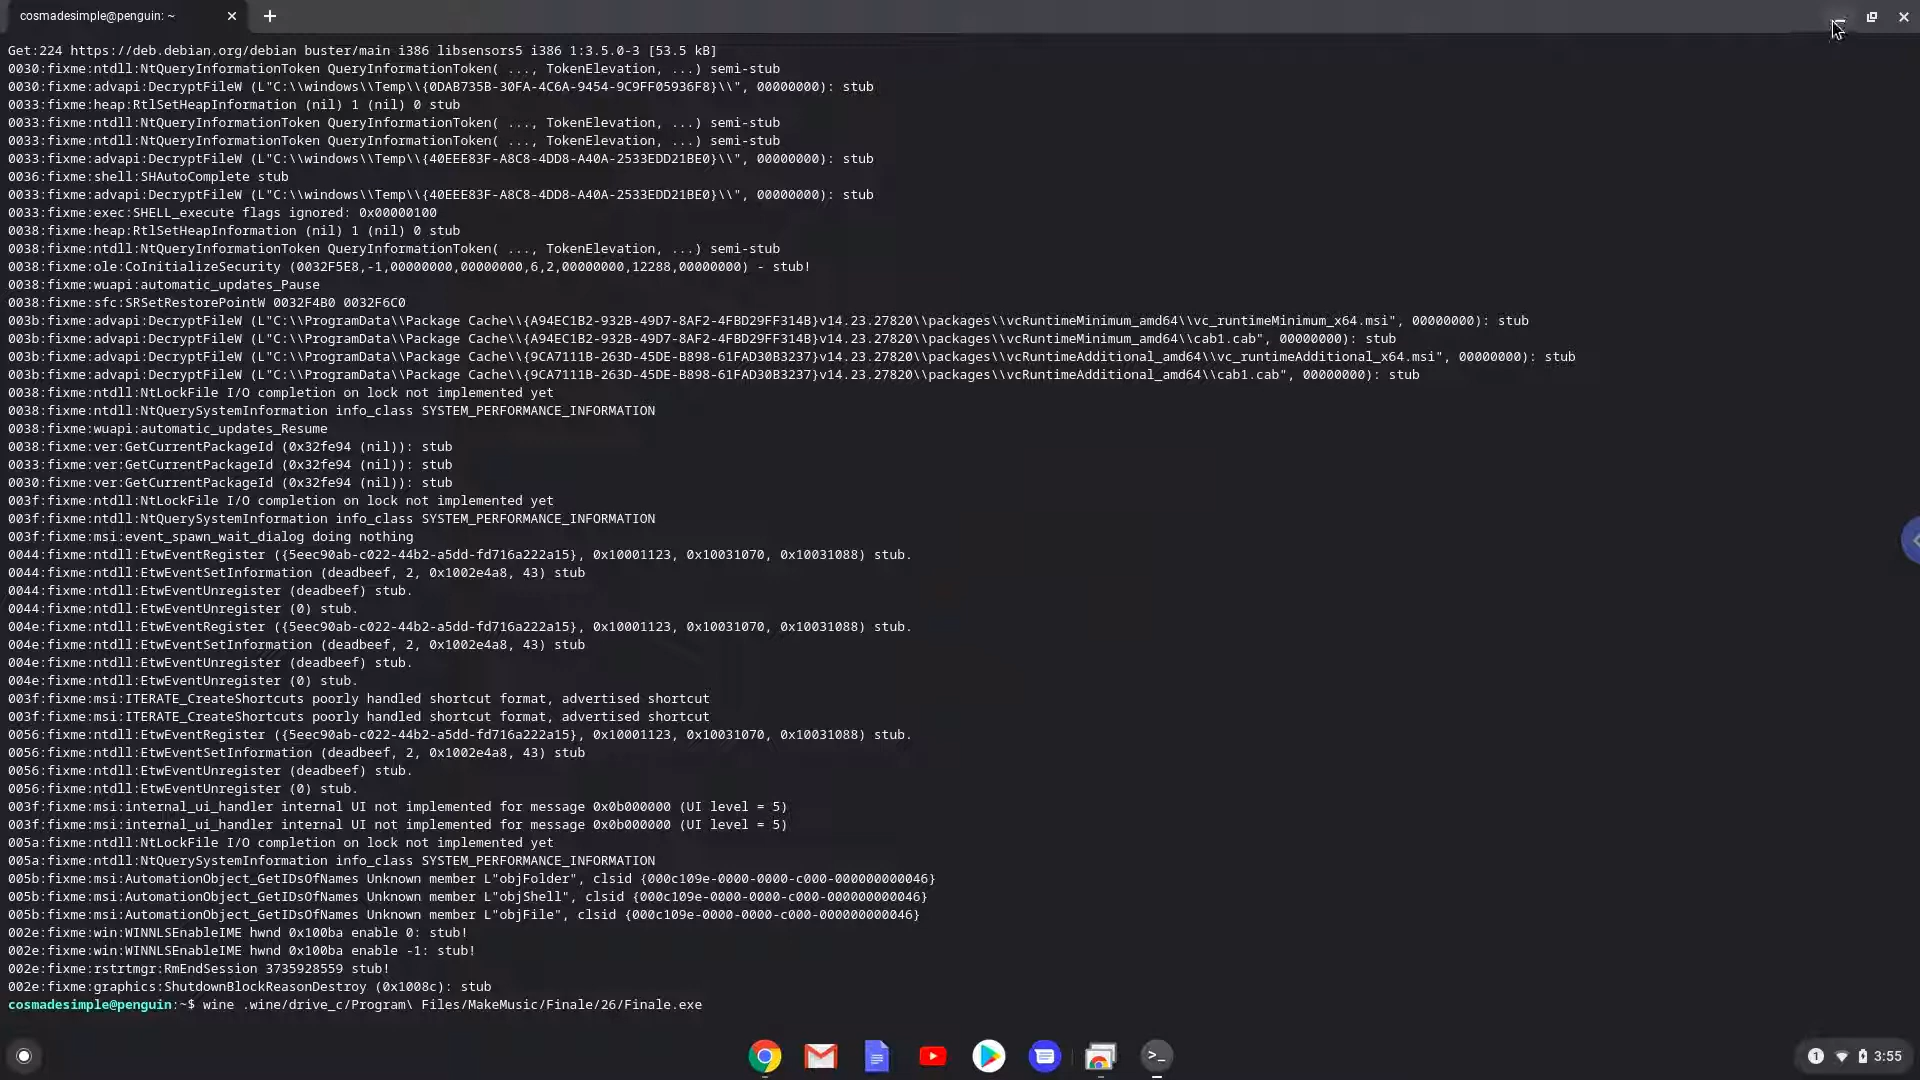 cosmadesimple@penguin: ~
Get:224 https://deb.debian.org/debian buster/main i386 libsensors5 i386 1:3.5.0-3 [53.5 kB]
0030:fixme:ntdll:NtQueryInformationToken QueryInformationToken( ..., TokenElevation, ...) semi-stub
0030:fixme:advapi:DecryptFileW (L"C:\\windows\\Temp\\{0DAB735B-30FA-4C6A-9454-9C9FF05936F8}\\", 00000000): stub
0033:fixme:heap:RtlSetHeapInformation (nil) 1 (nil) 0 stub
0033:fixme:ntdll:NtQueryInformationToken QueryInformationToken( ..., TokenElevation, ...) semi-stub
0033:fixme:ntdll:NtQueryInformationToken QueryInformationToken( ..., TokenElevation, ...) semi-stub
0033:fixme:advapi:DecryptFileW (L"C:\\windows\\Temp\\{40EEE83F-A8C8-4DD8-A40A-2533EDD21BE0}\\", 00000000): stub
0036:fixme:shell:SHAutoComplete stub
0033:fixme:advapi:DecryptFileW (L"C:\\windows\\Temp\\{40EEE83F-A8C8-4DD8-A40A-2533EDD21BE0}\\", 00000000): stub
0033:fixme:exec:SHELL_execute flags ignored: 0x00000100
0038:fixme:heap:RtlSetHeapInformation (nil) 1 (nil) 0 stub
0038:fixme:ntdll:NtQueryInformationToken QueryInformationToken( ..., TokenElevation, ...) semi-stub
0038:fixme:ole:CoInitializeSecurity (0032F5E8,-1,00000000,00000000,6,2,00000000,12288,00000000) - stub!
0038:fixme:wuapi:automatic_updates_Pause
0038:fixme:sfc:SRSetRestorePointW 0032F4B0 0032F6C0
003b:fixme:advapi:DecryptFileW (L"C:\\ProgramData\\Package Cache\\{A94EC1B2-932B-49D7-8AF2-4FBD29FF314B}v14.23.27820\\packages\\vcRuntimeMinimum_amd64\\vc_runtimeMinimum_x64.msi", 00000000): stub
003b:fixme:advapi:DecryptFileW (L"C:\\ProgramData\\Package Cache\\{A94EC1B2-932B-49D7-8AF2-4FBD29FF314B}v14.23.27820\\packages\\vcRuntimeMinimum_amd64\\cab1.cab", 00000000): stub
003b:fixme:advapi:DecryptFileW (L"C:\\ProgramData\\Package Cache\\{9CA7111B-263D-45DE-B898-61FAD30B3237}v14.23.27820\\packages\\vcRuntimeAdditional_amd64\\vc_runtimeAdditional_x64.msi", 00000000): stub
003b:fixme:advapi:DecryptFileW (L"C:\\ProgramData\\Package Cache\\{9CA7111B-263D-45DE-B898-61FAD30B3237}v14.23.27820\\packages\\vcRuntimeAdditional_amd64\\cab1.cab", 00000000): stub
0038:fixme:ntdll:NtLockFile I/O completion on lock not implemented yet
0038:fixme:ntdll:NtQuerySystemInformation info_class SYSTEM_PERFORMANCE_INFORMATION
0038:fixme:wuapi:automatic_updates_Resume
0038:fixme:ver:GetCurrentPackageId (0x32fe94 (nil)): stub
0033:fixme:ver:GetCurrentPackageId (0x32fe94 (nil)): stub
0030:fixme:ver:GetCurrentPackageId (0x32fe94 (nil)): stub
003f:fixme:ntdll:NtLockFile I/O completion on lock not implemented yet
003f:fixme:ntdll:NtQuerySystemInformation info_class SYSTEM_PERFORMANCE_INFORMATION
003f:fixme:msi:event_spawn_wait_dialog doing nothing
0044:fixme:ntdll:EtwEventRegister ({5eec90ab-c022-44b2-a5dd-fd716a222a15}, 0x10001123, 0x10031070, 0x10031088) stub.
0044:fixme:ntdll:EtwEventSetInformation (deadbeef, 2, 0x1002e4a8, 43) stub
0044:fixme:ntdll:EtwEventUnregister (deadbeef) stub.
0044:fixme:ntdll:EtwEventUnregister (0) stub.
004e:fixme:ntdll:EtwEventRegister ({5eec90ab-c022-44b2-a5dd-fd716a222a15}, 0x10001123, 0x10031070, 0x10031088) stub.
004e:fixme:ntdll:EtwEventSetInformation (deadbeef, 2, 0x1002e4a8, 43) stub
004e:fixme:ntdll:EtwEventUnregister (deadbeef) stub.
004e:fixme:ntdll:EtwEventUnregister (0) stub.
003f:fixme:msi:ITERATE_CreateShortcuts poorly handled shortcut format, advertised shortcut
003f:fixme:msi:ITERATE_CreateShortcuts poorly handled shortcut format, advertised shortcut
0056:fixme:ntdll:EtwEventRegister ({5eec90ab-c022-44b2-a5dd-fd716a222a15}, 0x10001123, 0x10031070, 0x10031088) stub.
0056:fixme:ntdll:EtwEventSetInformation (deadbeef, 2, 0x1002e4a8, 43) stub
0056:fixme:ntdll:EtwEventUnregister (deadbeef) stub.
0056:fixme:ntdll:EtwEventUnregister (0) stub.
003f:fixme:msi:internal_ui_handler internal UI not implemented for message 0x0b000000 (UI level = 5)
003f:fixme:msi:internal_ui_handler internal UI not implemented for message 0x0b000000 (UI level = 5)
005a:fixme:ntdll:NtLockFile I/O completion on lock not implemented yet
005a:fixme:ntdll:NtQuerySystemInformation info_class SYSTEM_PERFORMANCE_INFORMATION
005b:fixme:msi:AutomationObject_GetIDsOfNames Unknown member L"objFolder", clsid {000c109e-0000-0000-c000-000000000046}
005b:fixme:msi:AutomationObject_GetIDsOfNames Unknown member L"objShell", clsid {000c109e-0000-0000-c000-000000000046}
005b:fixme:msi:AutomationObject_GetIDsOfNames Unknown member L"objFile", clsid {000c109e-0000-0000-c000-000000000046}
002e:fixme:win:WINNLSEnableIME hwnd 0x100ba enable 0: stub!
002e:fixme:win:WINNLSEnableIME hwnd 0x100ba enable -1: stub!
002e:fixme:rstrtmgr:RmEndSession 3735928559 stub!
002e:fixme:graphics:ShutdownBlockReasonDestroy (0x1008c): stub
cosmadesimple@penguin:~$ wine .wine/drive_c/Program\ Files/MakeMusic/Finale/26/Finale.exe
1 3:55